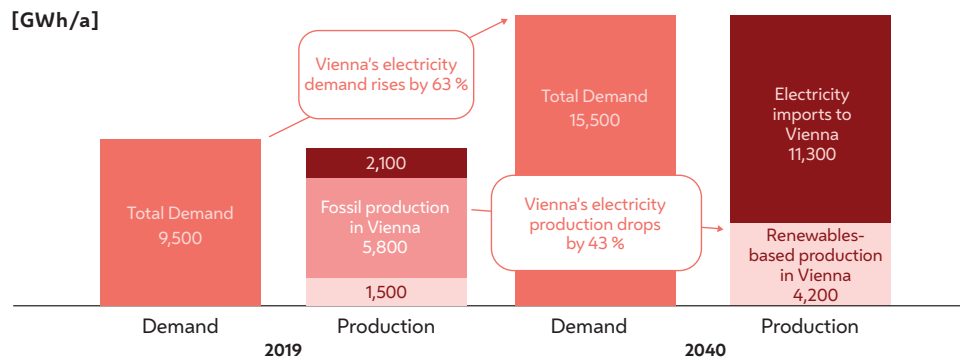 [GWh/a]
Vienna's electricity
demand rises by 63 %
Total Demand
15,500
Electricity
imports to
Vienna
11,300
2,100
Total Demand
9,500
Fossil production
in Vienna
5,800
Vienna's electricity
production drops
by 43 %
Renewables-
based production
in Vienna
4,200
1,500
Demand
Production
Demand
Production
2019
2040